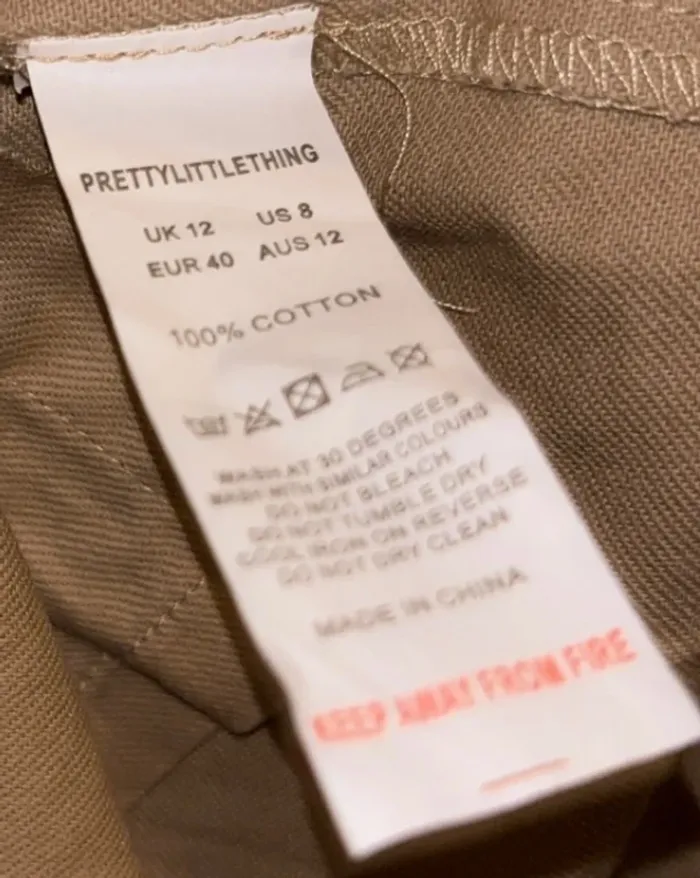 PRETTYLITTLETHING
UK 12 US 8
EUR 40 AUS 12
100% COTTON
WASH AT 30 DEGREES
WASH WITH SIMILAR COLOURS
DO NOT BLEACH
DO NOT TUMBLE DRY
COOL IRON ON REVERSE
DO NOT DRY CLEAN
MADE IN CHINA
KEEP AWAY FROM FIRE